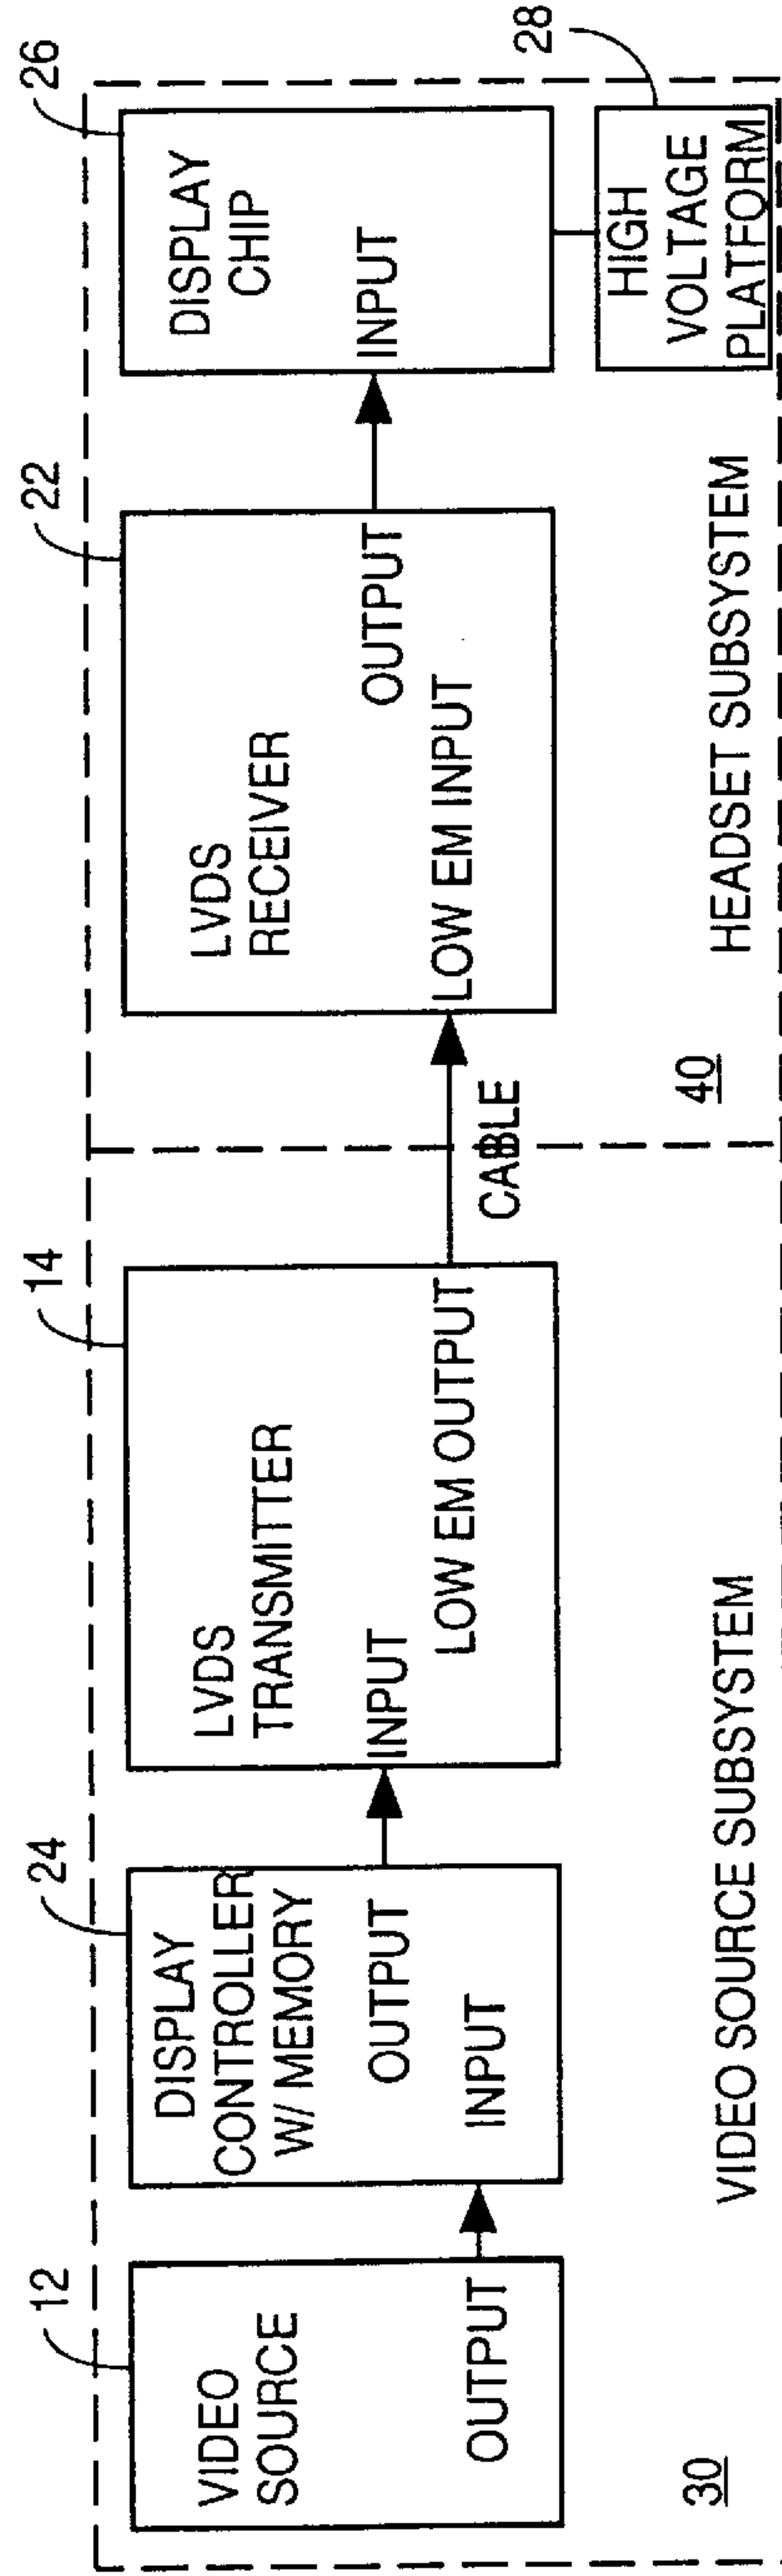 12
VIDEO
SOURCE
OUTPUT
24
DISPLAY
CONTROLLER
W/ MEMORY
OUTPUT
INPUT
14
LVDS
TRANSMITTER
INPUT
LOW EM OUTPUT
CABLE
22
LVDS
RECEIVER
OUTPUT
LOW EM INPUT
26
DISPLAY
CHIP
INPUT
28
HIGH
VOLTAGE
PLATFORM
30
VIDEO SOURCE SUBSYSTEM
40
HEADSET SUBSYSTEM